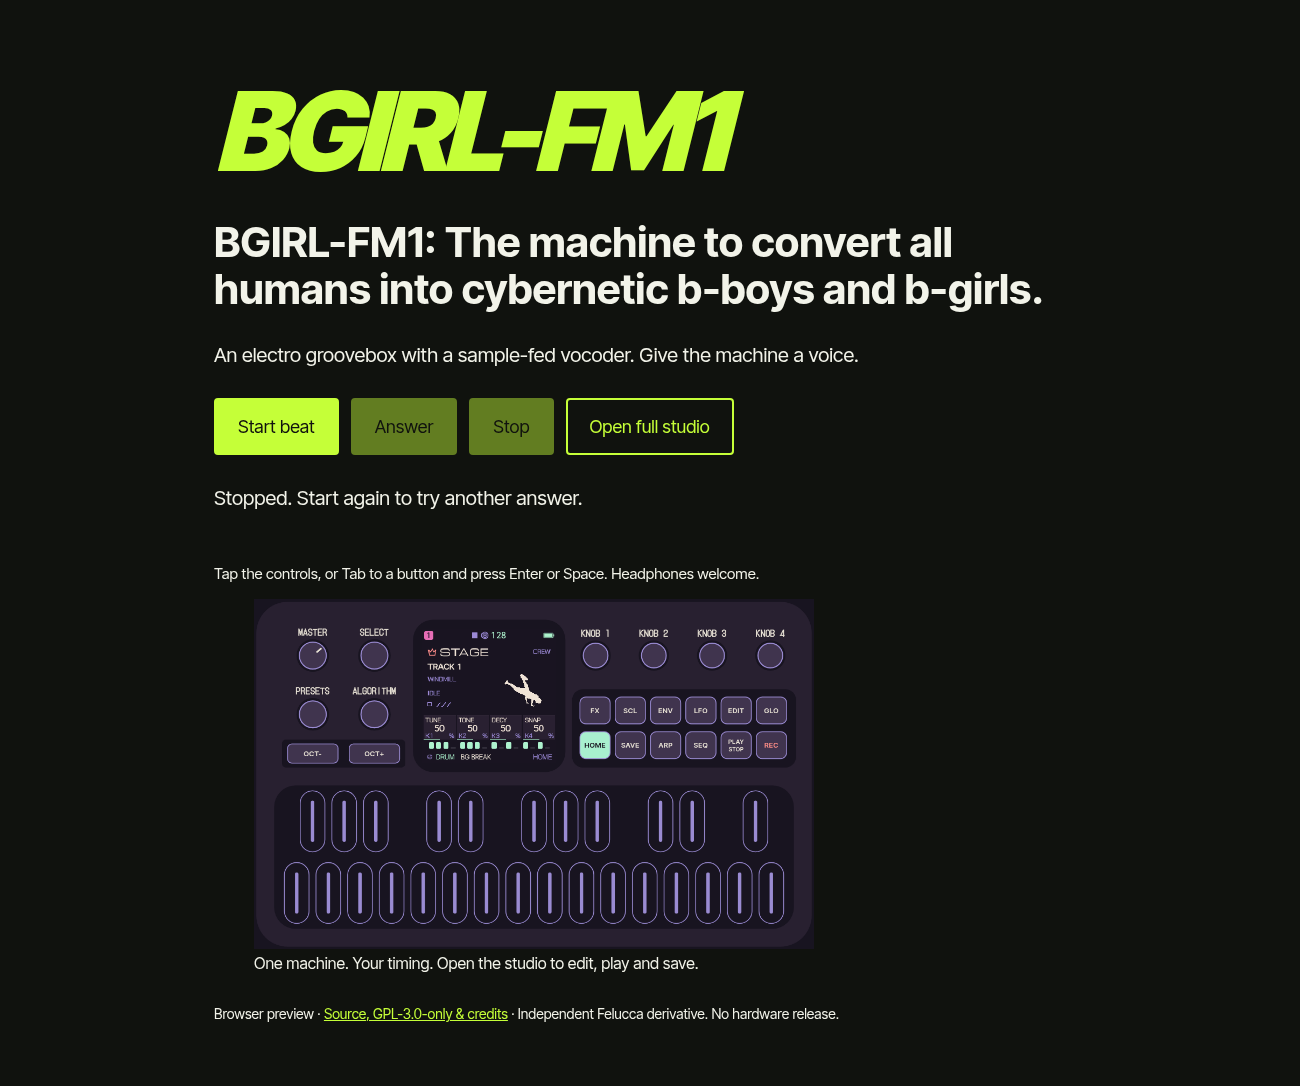 BGIRL-FM1
BGIRL-FM1: The machine to convert all
humans into cybernetic b-boys and b-girls.
An electro groovebox with a sample-fed vocoder. Give the machine a voice.
Start beat
Answer
Stop
Open full studio
Stopped. Start again to try another answer.
Tap the controls, or Tab to a button and press Enter or Space. Headphones welcome.
MASTER
SELECT
PRESETS
ALGORITHM
OCT-
OCT+
1
128
STAGE
CREW
TRACK 1
WINDMILL
IDLE
TUNE
TONE
DECY
SNAP
50
50
50
50
K1
%
K2
%
K3
%
K4
%
DRUM
BG BREAK
HOME
KNOB 1
KNOB 2
KNOB 3
KNOB 4
FX
SCL
ENV
LFO
EDIT
GLO
HOME
SAVE
ARP
SEQ
PLAY
STOP
REC
One machine. Your timing. Open the studio to edit, play and save.
Browser preview · Source, GPL-3.0-only & credits · Independent Felucca derivative. No hardware release.